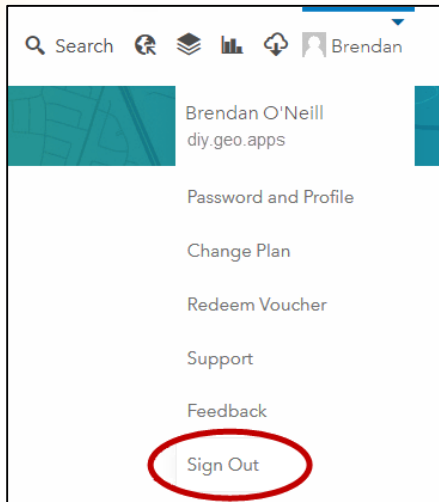 Search Brendan
Brendan O'Neill
diy.geo.apps
Password and Profile
Change Plan
Redeem Voucher
Support
Feedback
Sign Out